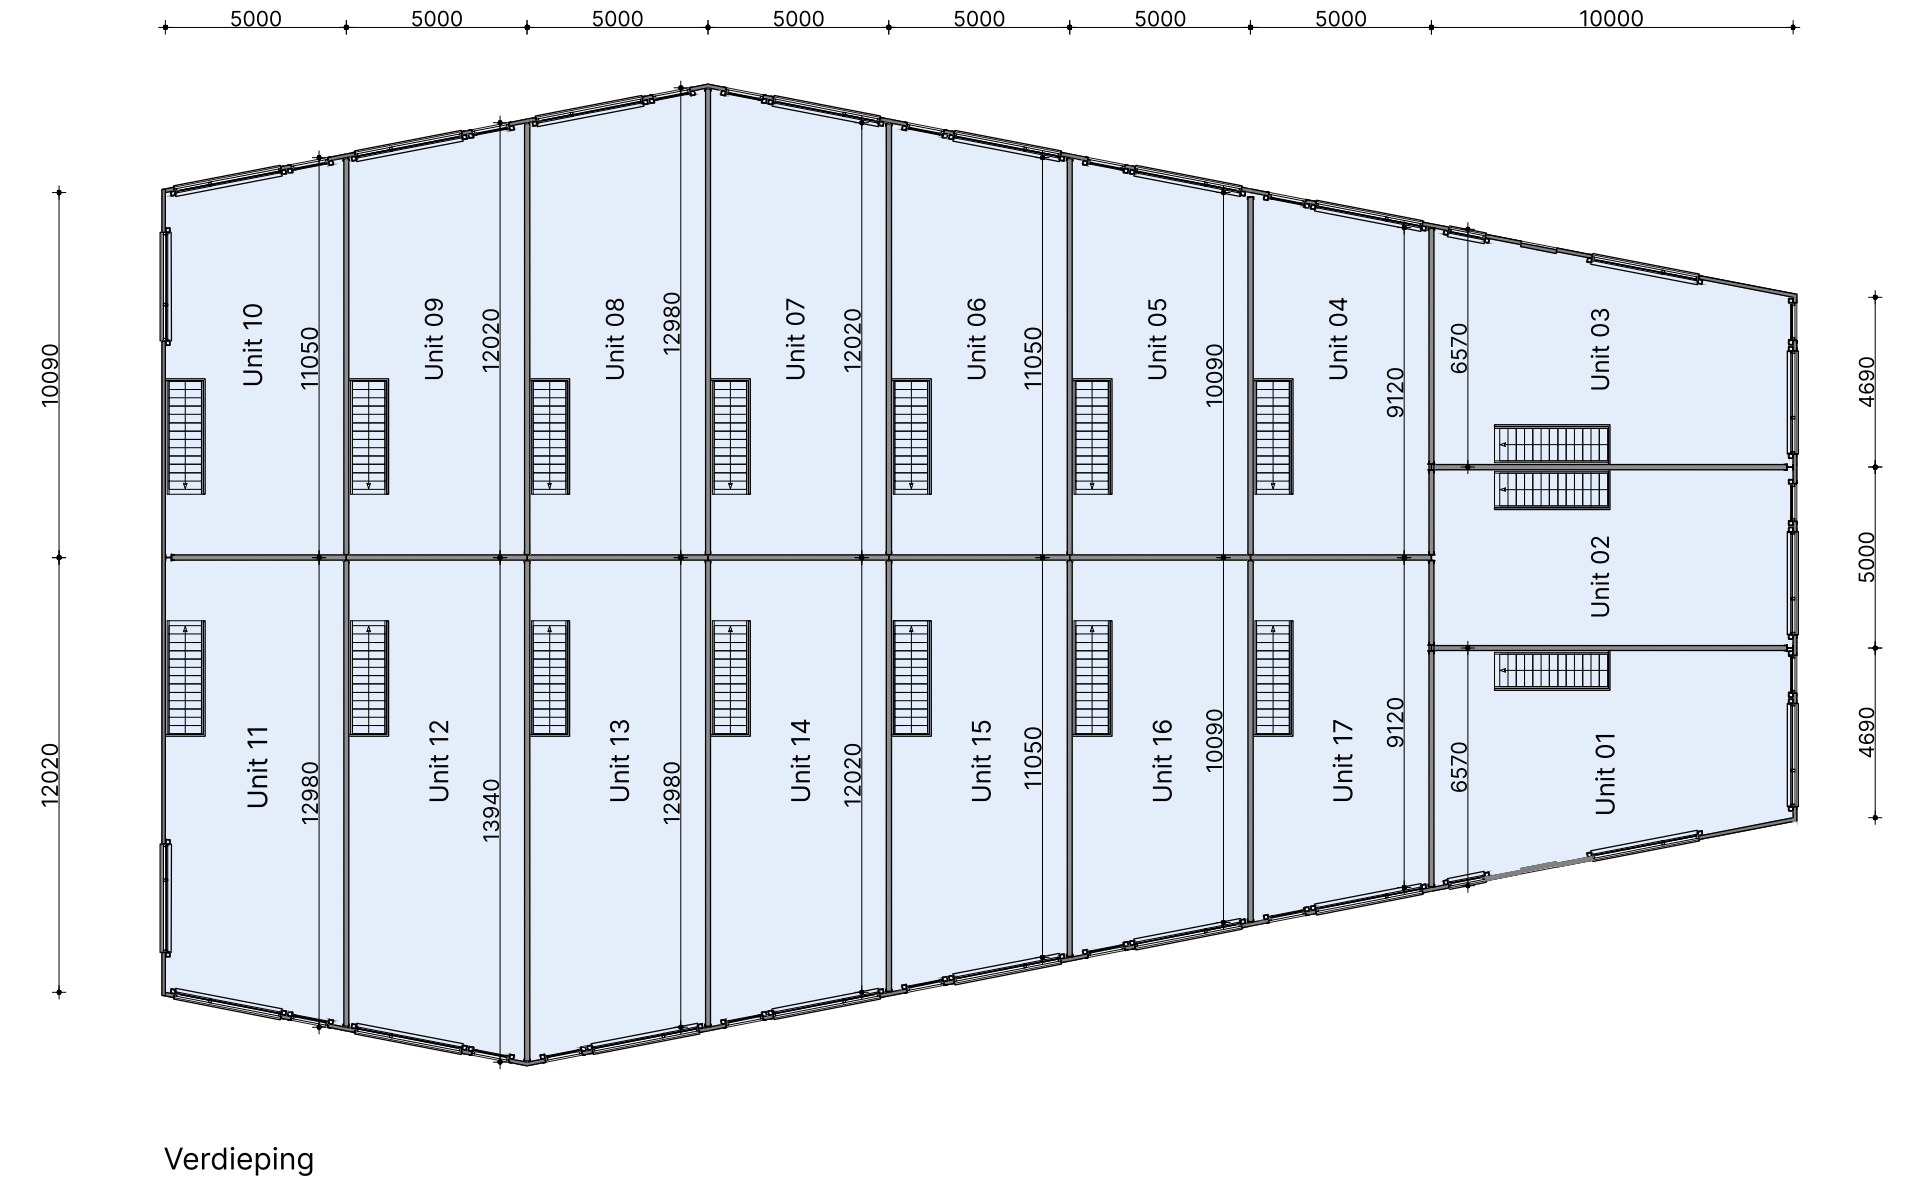 5000 5000 5000 5000 5000 5000 5000 10000
10090
Unit 10
11050
Unit 09
12020
Unit 08
12980
Unit 07
12020
Unit 06
11050
Unit 05
10090
Unit 04
9120
6570
Unit 03
4690
Unit 02
5000
12020
Unit 11
12980
Unit 12
13940
Unit 13
12980
Unit 14
12020
Unit 15
11050
Unit 16
10090
Unit 17
9120
6570
Unit 01
4690
Verdieping